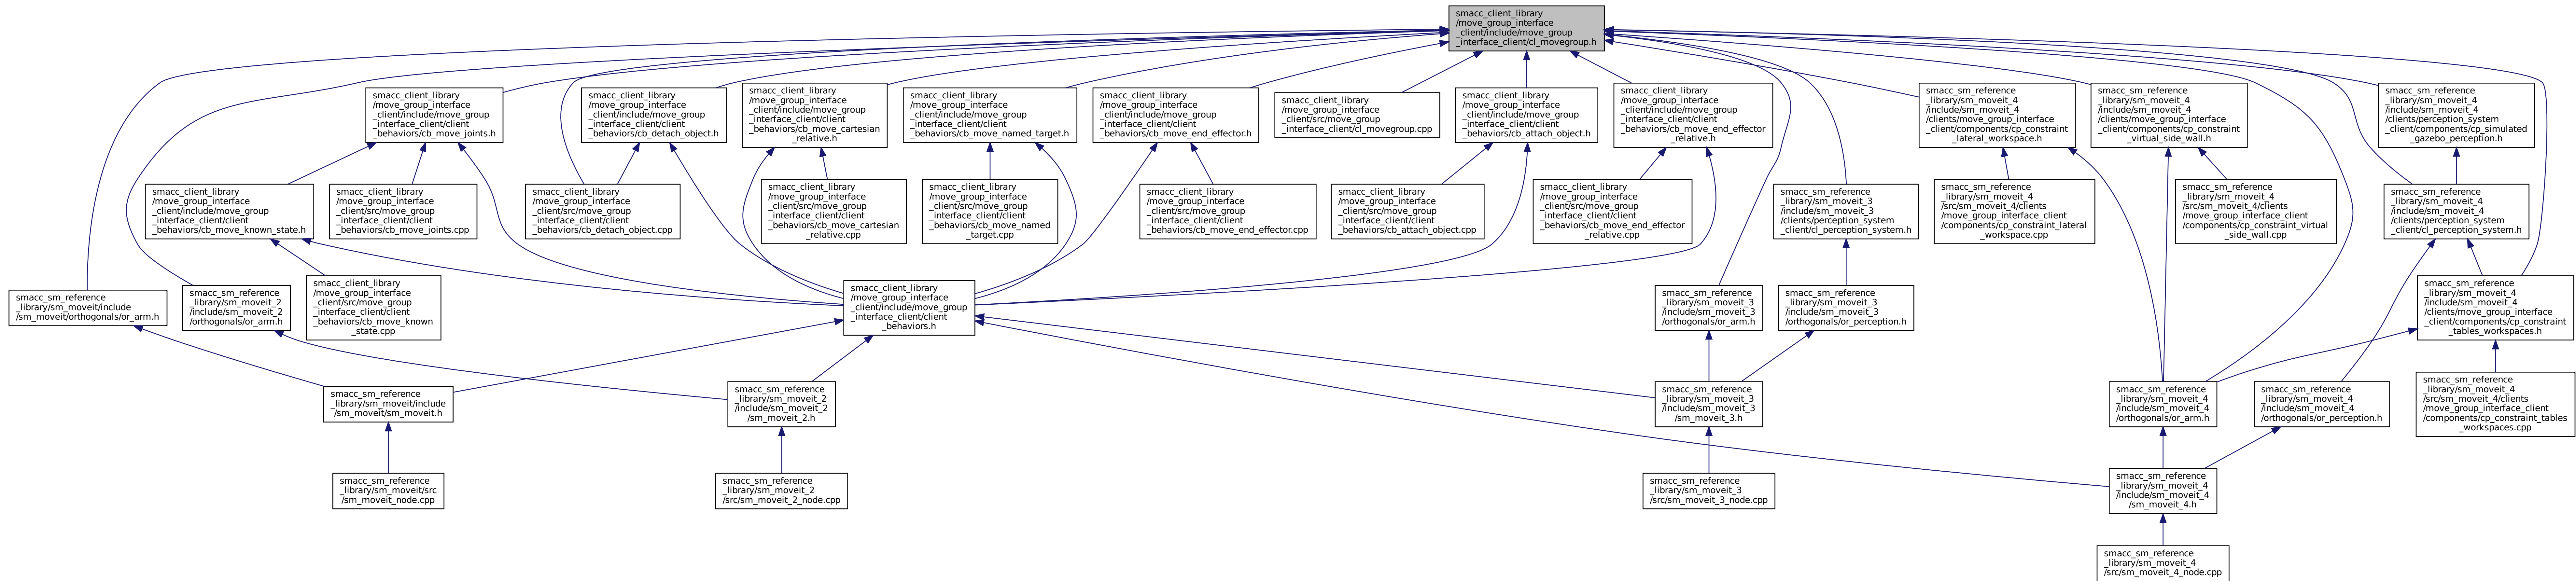 smacc_client_library
/move_group_interface
_client/include/move_group
_interface_client/cl_movegroup.h
smacc_client_library
/move_group_interface
_client/include/move_group
_interface_client/client
_behaviors/cb_move_joints.h
smacc_client_library
/move_group_interface
_client/include/move_group
_interface_client/client
_behaviors/cb_detach_object.h
smacc_client_library
/move_group_interface
_client/include/move_group
_interface_client/client
_behaviors/cb_move_cartesian
_relative.h
smacc_client_library
/move_group_interface
_client/include/move_group
_interface_client/client
_behaviors/cb_move_named_target.h
smacc_client_library
/move_group_interface
_client/include/move_group
_interface_client/client
_behaviors/cb_move_end_effector.h
smacc_client_library
/move_group_interface
_client/src/move_group
_interface_client/cl_movegroup.cpp
smacc_client_library
/move_group_interface
_client/include/move_group
_interface_client/client
_behaviors/cb_attach_object.h
smacc_client_library
/move_group_interface
_client/include/move_group
_interface_client/client
_behaviors/cb_move_end_effector
_relative.h
smacc_sm_reference
_library/sm_moveit_4
/include/sm_moveit_4
/clients/move_group_interface
_client/components/cp_constraint
_lateral_workspace.h
smacc_sm_reference
_library/sm_moveit_4
/include/sm_moveit_4
/clients/move_group_interface
_client/components/cp_constraint
_virtual_side_wall.h
smacc_sm_reference
_library/sm_moveit_4
/include/sm_moveit_4
/clients/perception_system
_client/components/cp_simulated
_gazebo_perception.h
smacc_client_library
/move_group_interface
_client/include/move_group
_interface_client/client
_behaviors/cb_move_known_state.h
smacc_client_library
/move_group_interface
_client/src/move_group
_interface_client/client
_behaviors/cb_move_joints.cpp
smacc_client_library
/move_group_interface
_client/src/move_group
_interface_client/client
_behaviors/cb_detach_object.cpp
smacc_client_library
/move_group_interface
_client/src/move_group
_interface_client/client
_behaviors/cb_move_cartesian
_relative.cpp
smacc_client_library
/move_group_interface
_client/src/move_group
_interface_client/client
_behaviors/cb_move_named
_target.cpp
smacc_client_library
/move_group_interface
_client/src/move_group
_interface_client/client
_behaviors/cb_move_end_effector.cpp
smacc_client_library
/move_group_interface
_client/src/move_group
_interface_client/client
_behaviors/cb_attach_object.cpp
smacc_client_library
/move_group_interface
_client/src/move_group
_interface_client/client
_behaviors/cb_move_end_effector
_relative.cpp
smacc_sm_reference
_library/sm_moveit_3
/include/sm_moveit_3
/clients/perception_system
_client/cl_perception_system.h
smacc_sm_reference
_library/sm_moveit_4
/src/sm_moveit_4/clients
/move_group_interface_client
/components/cp_constraint_lateral
_workspace.cpp
smacc_sm_reference
_library/sm_moveit_4
/src/sm_moveit_4/clients
/move_group_interface_client
/components/cp_constraint_virtual
_side_wall.cpp
smacc_sm_reference
_library/sm_moveit_4
/include/sm_moveit_4
/clients/perception_system
_client/cl_perception_system.h
smacc_sm_reference
_library/sm_moveit/include
/sm_moveit/orthogonals/or_arm.h
smacc_sm_reference
_library/sm_moveit_2
/include/sm_moveit_2
/orthogonals/or_arm.h
smacc_client_library
/move_group_interface
_client/src/move_group
_interface_client/client
_behaviors/cb_move_known
_state.cpp
smacc_client_library
/move_group_interface
_client/include/move_group
_interface_client/client
_behaviors.h
smacc_sm_reference
_library/sm_moveit_3
/include/sm_moveit_3
/orthogonals/or_arm.h
smacc_sm_reference
_library/sm_moveit_3
/include/sm_moveit_3
/orthogonals/or_perception.h
smacc_sm_reference
_library/sm_moveit_4
/include/sm_moveit_4
/clients/move_group_interface
_client/components/cp_constraint
_tables_workspaces.h
smacc_sm_reference
_library/sm_moveit/include
/sm_moveit/sm_moveit.h
smacc_sm_reference
_library/sm_moveit_2
/include/sm_moveit_2
/sm_moveit_2.h
smacc_sm_reference
_library/sm_moveit_3
/include/sm_moveit_3
/sm_moveit_3.h
smacc_sm_reference
_library/sm_moveit_4
/include/sm_moveit_4
/orthogonals/or_arm.h
smacc_sm_reference
_library/sm_moveit_4
/include/sm_moveit_4
/orthogonals/or_perception.h
smacc_sm_reference
_library/sm_moveit_4
/src/sm_moveit_4/clients
/move_group_interface_client
/components/cp_constraint_tables
_workspaces.cpp
smacc_sm_reference
_library/sm_moveit/src
/sm_moveit_node.cpp
smacc_sm_reference
_library/sm_moveit_2
/src/sm_moveit_2_node.cpp
smacc_sm_reference
_library/sm_moveit_3
/src/sm_moveit_3_node.cpp
smacc_sm_reference
_library/sm_moveit_4
/include/sm_moveit_4
/sm_moveit_4.h
smacc_sm_reference
_library/sm_moveit_4
/src/sm_moveit_4_node.cpp